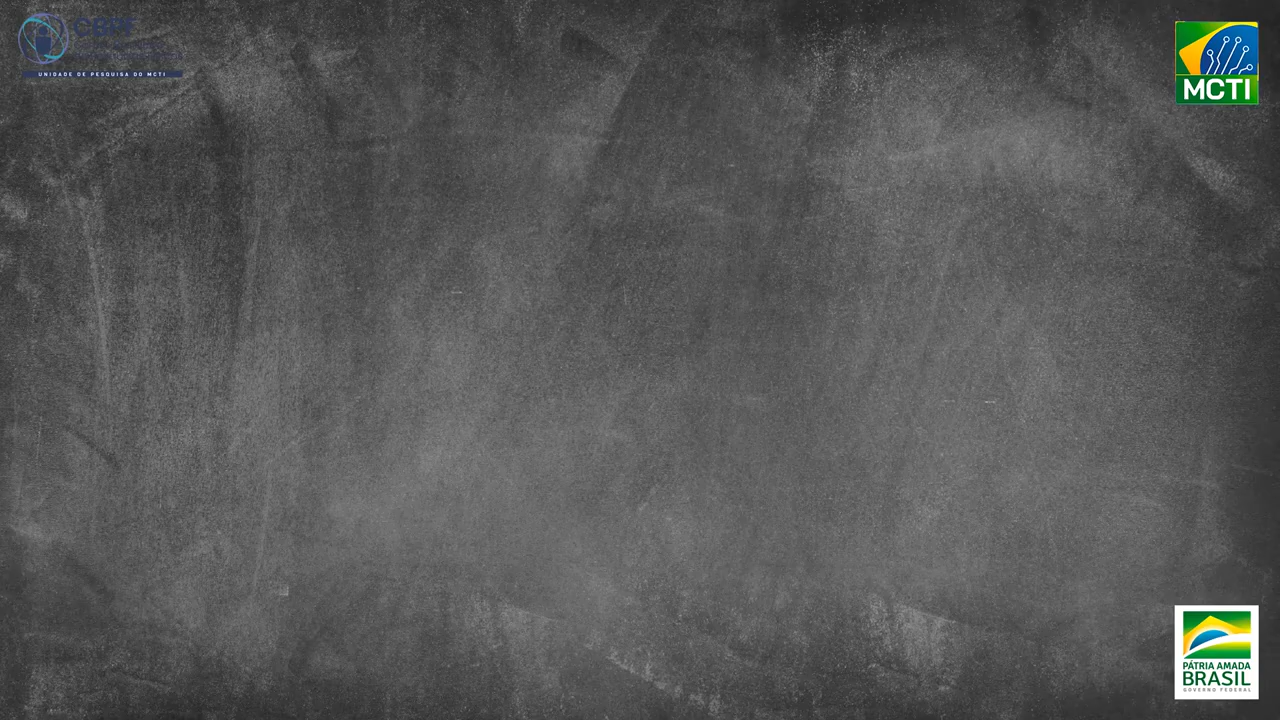 CBPF
UNIDADE DE PESQUISA DO MCTI
MCTI
PÁTRIA AMADA
BRASIL
GOVERNO FEDERAL